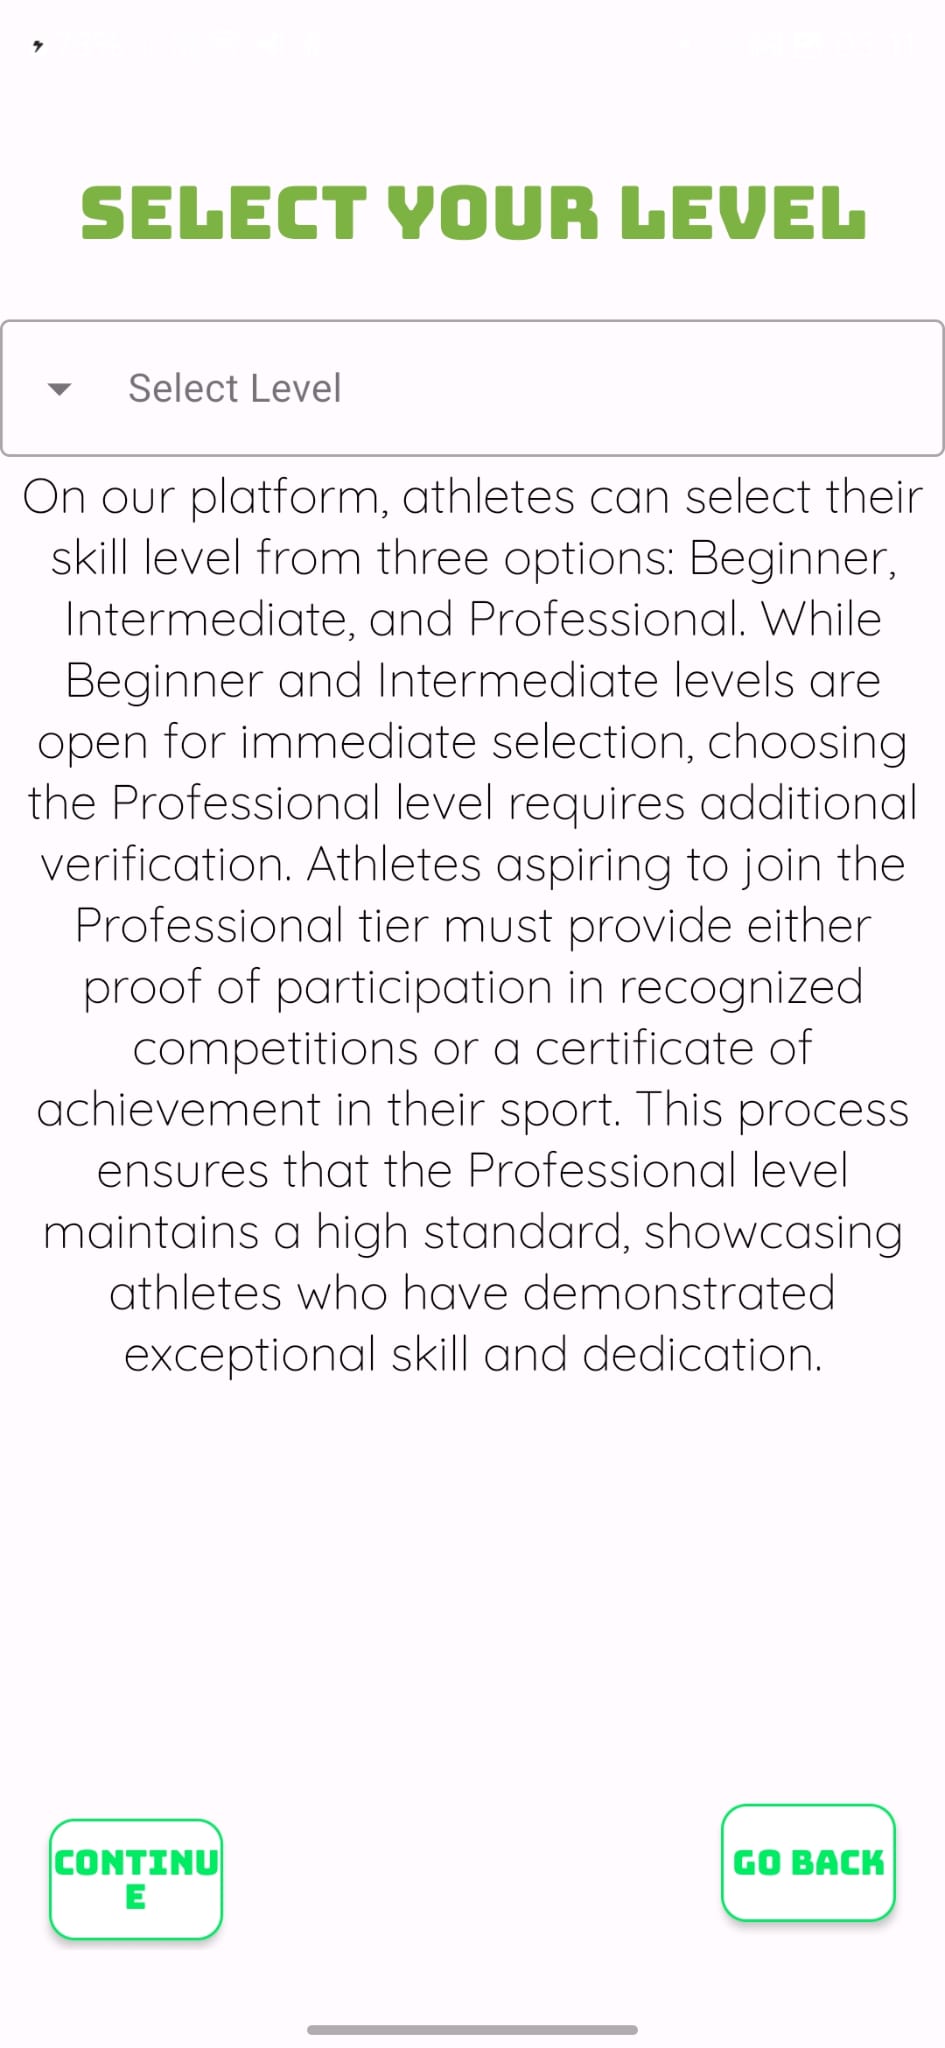 SELECT YOUR LEVEL
Select Level
On our platform, athletes can select their
skill level from three options: Beginner,
Intermediate, and Professional. While
Beginner and Intermediate levels are
open for immediate selection, choosing
the Professional level requires additional
verification. Athletes aspiring to join the
Professional tier must provide either
proof of participation in recognized
competitions or a certificate of
achievement in their sport. This process
ensures that the Professional level
maintains a high standard, showcasing
athletes who have demonstrated
exceptional skill and dedication.
CONTINU
E
GO BACK